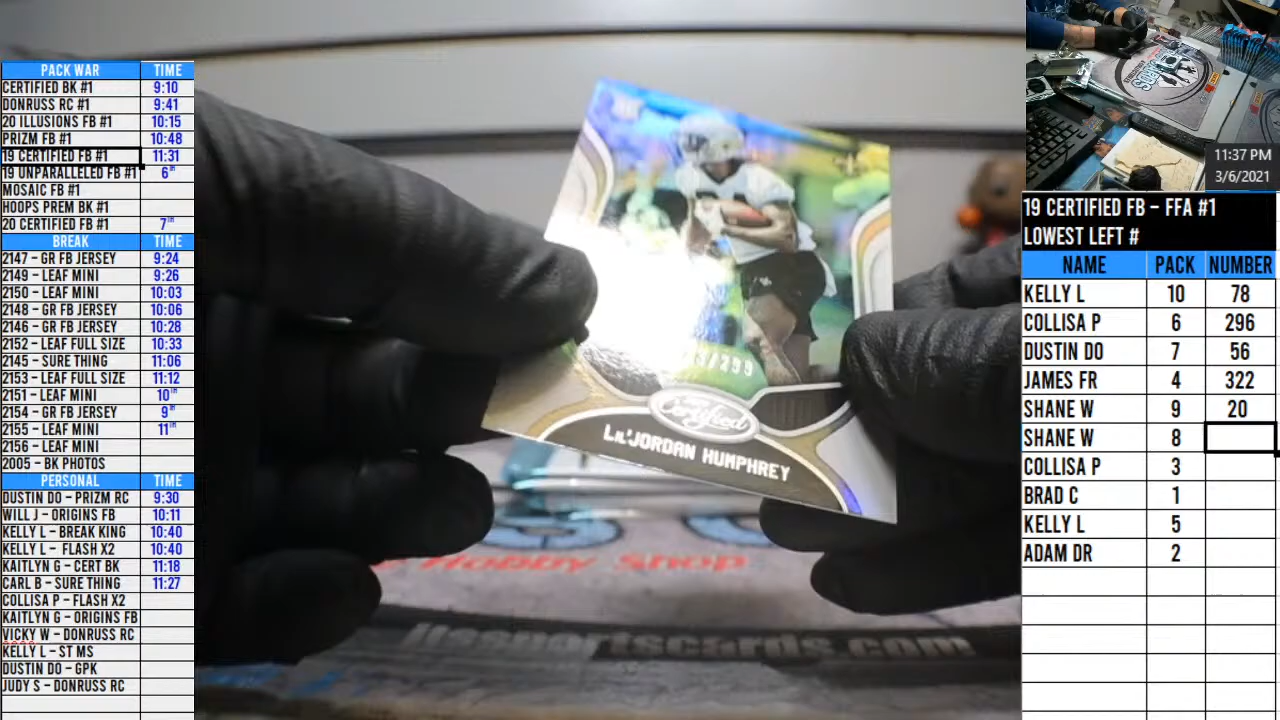 PACK WAR TIME
CERTIFIED BK #1 9:10
DONRUSS RC #1 9:41
20 ILLUSIONS FB #1 10:15
PRIZM FB #1 10:48
19 CERTIFIED FB #1 11:31
19 UNPARALLELED FB #1 6TH
MOSAIC FB #1
HOOPS PREM BK #1
20 CERTIFIED FB #1 7TH
BREAK TIME
2147 – GR FB JERSEY 9:24
2149 – LEAF MINI 9:26
2150 – LEAF MINI 10:03
2148 – GR FB JERSEY 10:06
2146 – GR FB JERSEY 10:28
2152 – LEAF FULL SIZE 10:33
2145 – SURE THING 11:06
2153 – LEAF FULL SIZE 11:12
2151 – LEAF MINI 10TH
2154 – GR FB JERSEY 9TH
2155 – LEAF MINI 11TH
2156 – LEAF MINI
2005 – BK PHOTOS
PERSONAL TIME
DUSTIN DO – PRIZM RC 9:30
WILL J – ORIGINS FB 10:11
KELLY L – BREAK KING 10:40
KELLY L – FLASH X2 10:40
KAITLYN G – CERT BK 11:18
CARL B – SURE THING 11:27
COLLISA P – FLASH X2
KAITLYN G – ORIGINS FB
VICKY W – DONRUSS RC
KELLY L – ST MS
DUSTIN DO – GPK
JUDY S – DONRUSS RC
/299
Certified
LIL'JORDAN HUMPHREY
Hobby Shop
sportscards.com
11:37 PM
3/6/2021
19 CERTIFIED FB – FFA #1
LOWEST LEFT #
NAME PACK NUMBER
KELLY L 10 78
COLLISA P 6 296
DUSTIN DO 7 56
JAMES FR 4 322
SHANE W 9 20
SHANE W 8
COLLISA P 3
BRAD C 1
KELLY L 5
ADAM DR 2